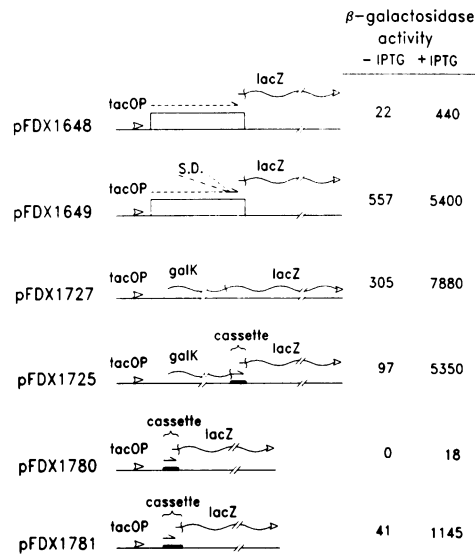 β-galactosidase
activity
- IPTG + IPTG
lacZ
tacOP
pFDX1648 22 440
S.D. lacZ
tacOP
pFDX1649 557 5400
tacOP galK lacZ
pFDX1727 305 7880
cassette
tacOP galK lacZ
pFDX1725 97 5350
cassette
tacOP lacZ
pFDX1780 0 18
cassette
tacOP lacZ
pFDX1781 41 1145